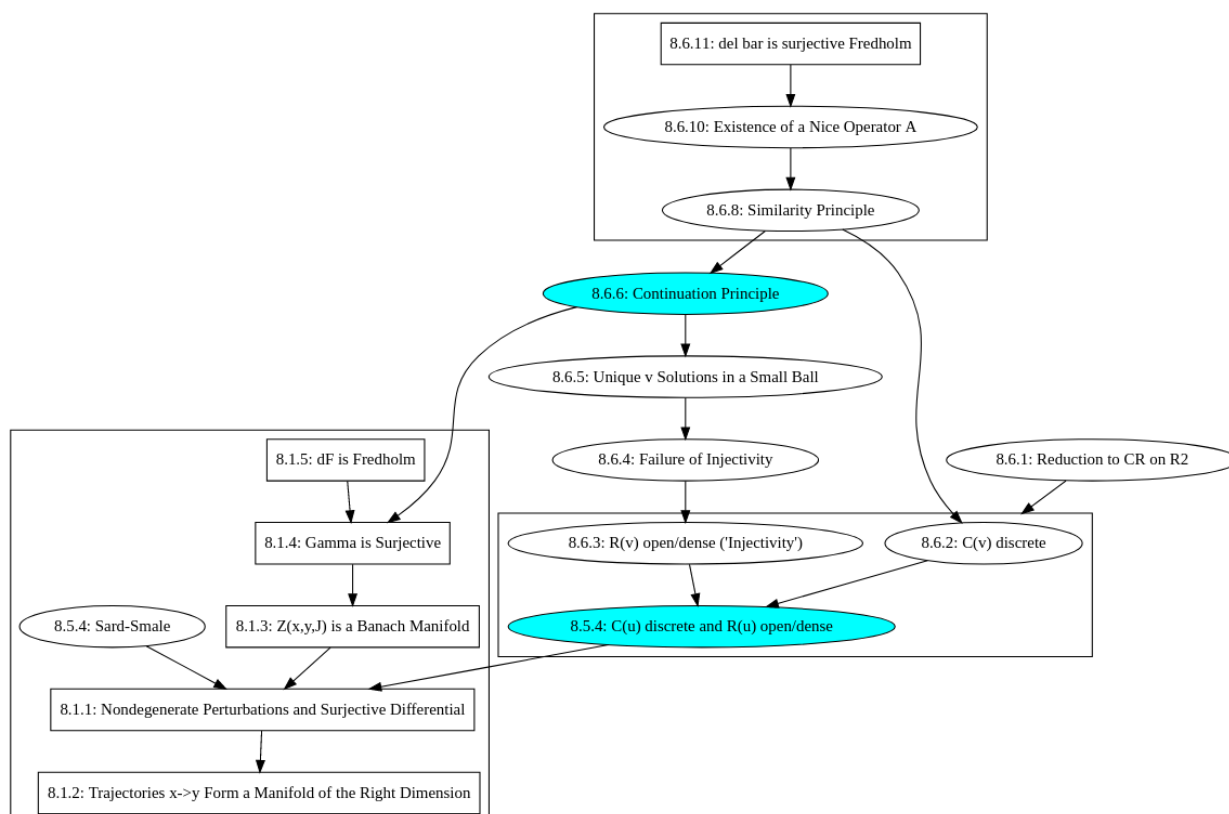 8.6.11: del bar is surjective Fredholm
8.6.10: Existence of a Nice Operator A
8.6.8: Similarity Principle
8.6.6: Continuation Principle
8.6.5: Unique v Solutions in a Small Ball
8.1.5: dF is Fredholm
8.6.4: Failure of Injectivity
8.6.1: Reduction to CR on R2
8.1.4: Gamma is Surjective
8.6.3: R(v) open/dense ('Injectivity')
8.6.2: C(v) discrete
8.5.4: Sard-Smale
8.1.3: Z(x,y,J) is a Banach Manifold
8.5.4: C(u) discrete and R(u) open/dense
8.1.1: Nondegenerate Perturbations and Surjective Differential
8.1.2: Trajectories x->y Form a Manifold of the Right Dimension